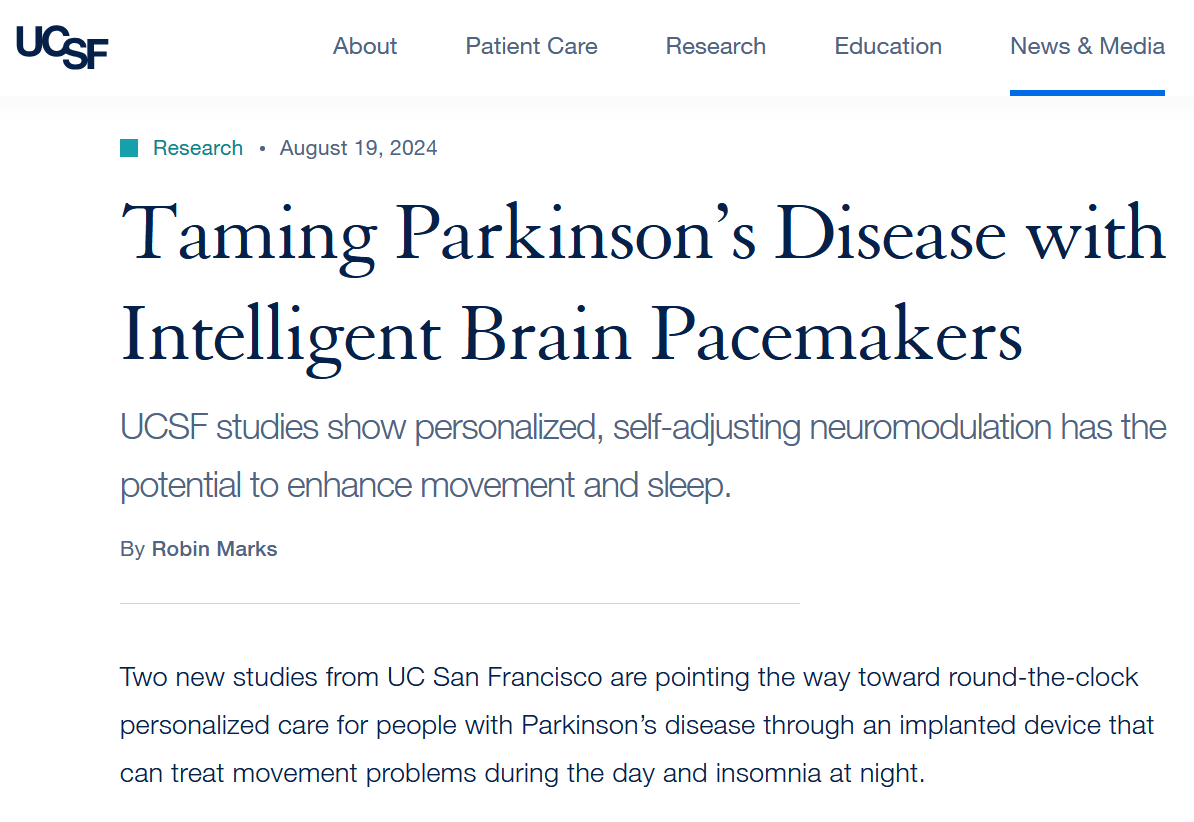 UCSF
About Patient Care Research Education News & Media
Research • August 19, 2024
Taming Parkinson’s Disease with
Intelligent Brain Pacemakers
UCSF studies show personalized, self-adjusting neuromodulation has the
potential to enhance movement and sleep.
By Robin Marks
Two new studies from UC San Francisco are pointing the way toward round-the-clock
personalized care for people with Parkinson’s disease through an implanted device that
can treat movement problems during the day and insomnia at night.